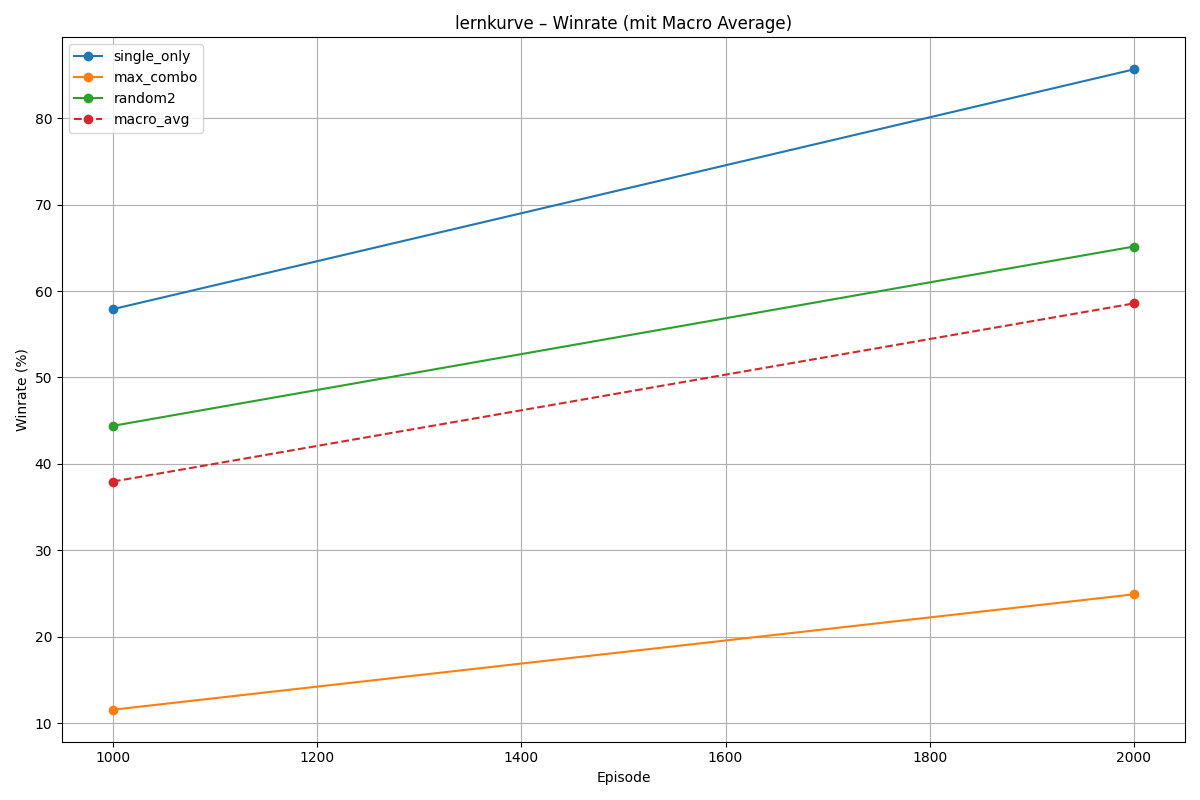 lernkurve – Winrate (mit Macro Average)
single_only
max_combo
random2
macro_avg
Winrate (%)
80
70
60
50
40
30
20
10
1000 1200 1400 1600 1800 2000
Episode